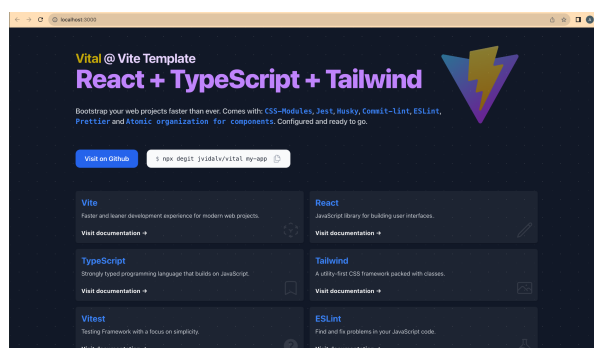 localhost:3000
Vital @ Vite Template
React + TypeScript + Tailwind
Bootstrap your web projects faster than ever. Comes with: CSS-Modules, Jest, Husky, Commit-lint, ESLint,
Prettier and Atomic organization for components. Configured and ready to go.
Visit on Github
$ npx degit jvidalv/vital my-app
Vite
Faster and leaner development experience for modern web projects.
Visit documentation →
React
JavaScript library for building user interfaces.
Visit documentation →
TypeScript
Strongly typed programming language that builds on JavaScript.
Visit documentation →
Tailwind
A utility-first CSS framework packed with classes.
Visit documentation →
Vitest
Testing Framework with a focus on simplicity.
Visit documentation →
ESLint
Find and fix problems in your JavaScript code.
Visit documentation →